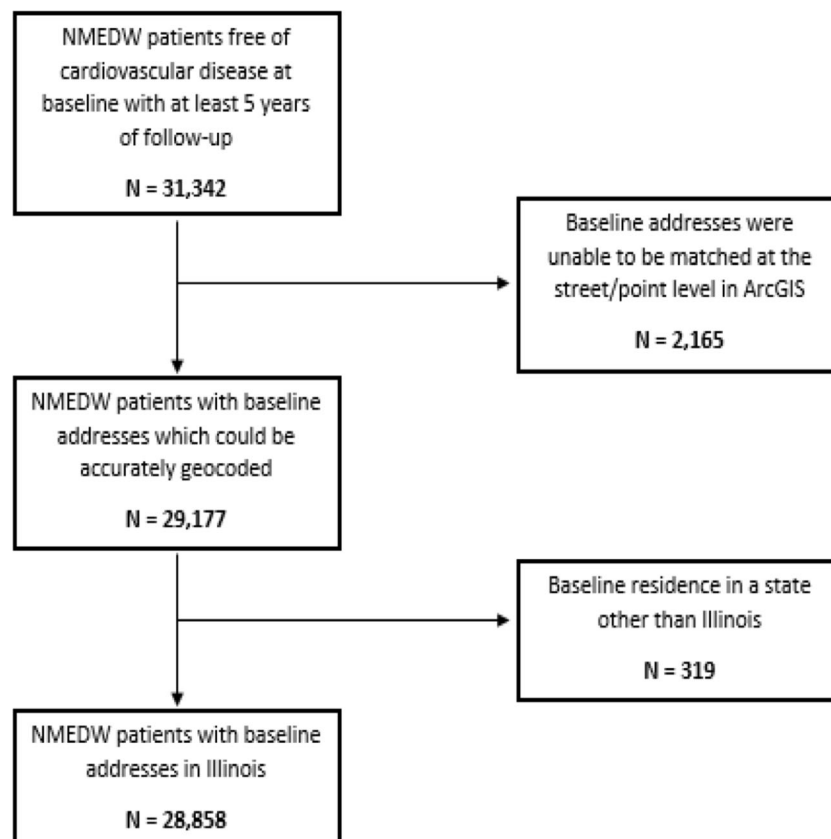 NMEDW patients free of
cardiovascular disease at
baseline with at least 5 years
of follow-up
N = 31,342
Baseline addresses were
unable to be matched at the
street/point level in ArcGIS
N = 2,165
NMEDW patients with baseline
addresses which could be
accurately geocoded
N = 29,177
Baseline residence in a state
other than Illinois
N = 319
NMEDW patients with baseline
addresses in Illinois
N = 28,858